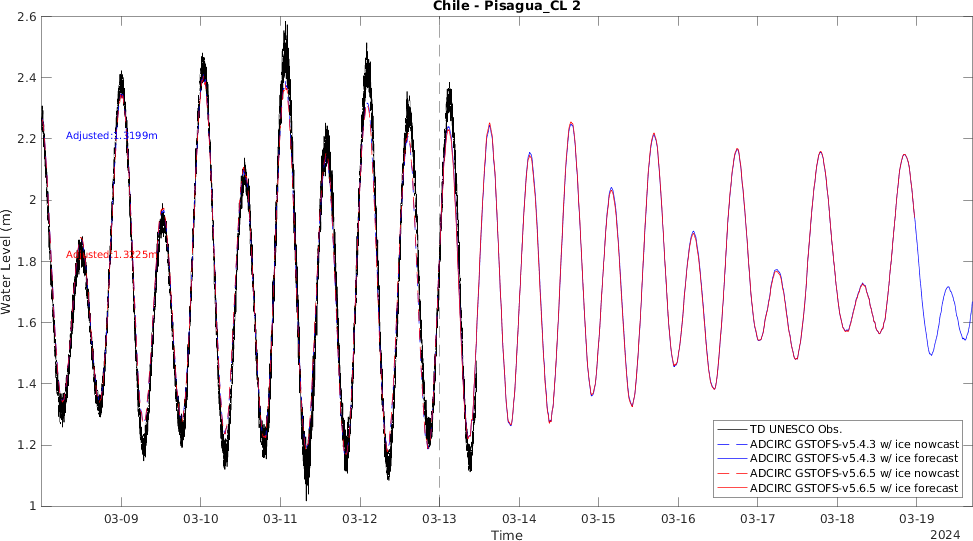 Chile - Pisagua_CL 2
Water Level (m)
2.6
2.4
2.2
2
1.8
1.6
1.4
1.2
1
Adjusted:1.3199m
Adjusted:1.3225m
TD UNESCO Obs.
ADCIRC GSTOFS-v5.4.3 w/ ice nowcast
ADCIRC GSTOFS-v5.4.3 w/ ice forecast
ADCIRC GSTOFS-v5.6.5 w/ ice nowcast
ADCIRC GSTOFS-v5.6.5 w/ ice forecast
03-09 03-10 03-11 03-12 03-13 03-14 03-15 03-16 03-17 03-18 03-19
Time
2024